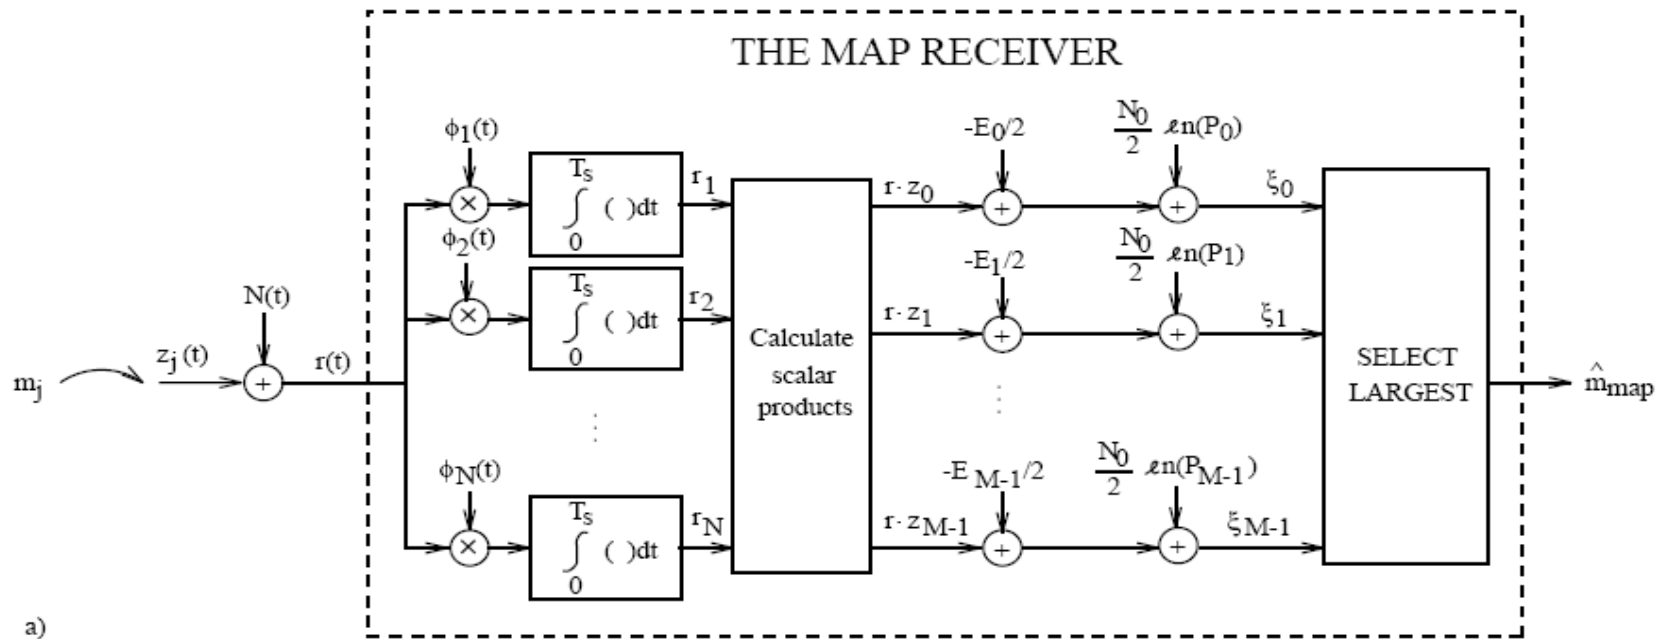 THE MAP RECEIVER
ϕ1(t)
-E0/2
N0/2 ℓn(P0)
Ts
∫ ( )dt
0
r1
r·z0
+
+
ξ0
×
ϕ2(t)
-E1/2
N0/2 ℓn(P1)
Ts
∫ ( )dt
0
r2
r·z1
+
+
ξ1
×
N(t)
mj
zj(t)
+
r(t)
Calculate
scalar
products
SELECT
LARGEST
m̂map
ϕN(t)
-EM-1/2
N0/2 ℓn(PM-1)
Ts
∫ ( )dt
0
rN
r·zM-1
+
+
ξM-1
×
a)